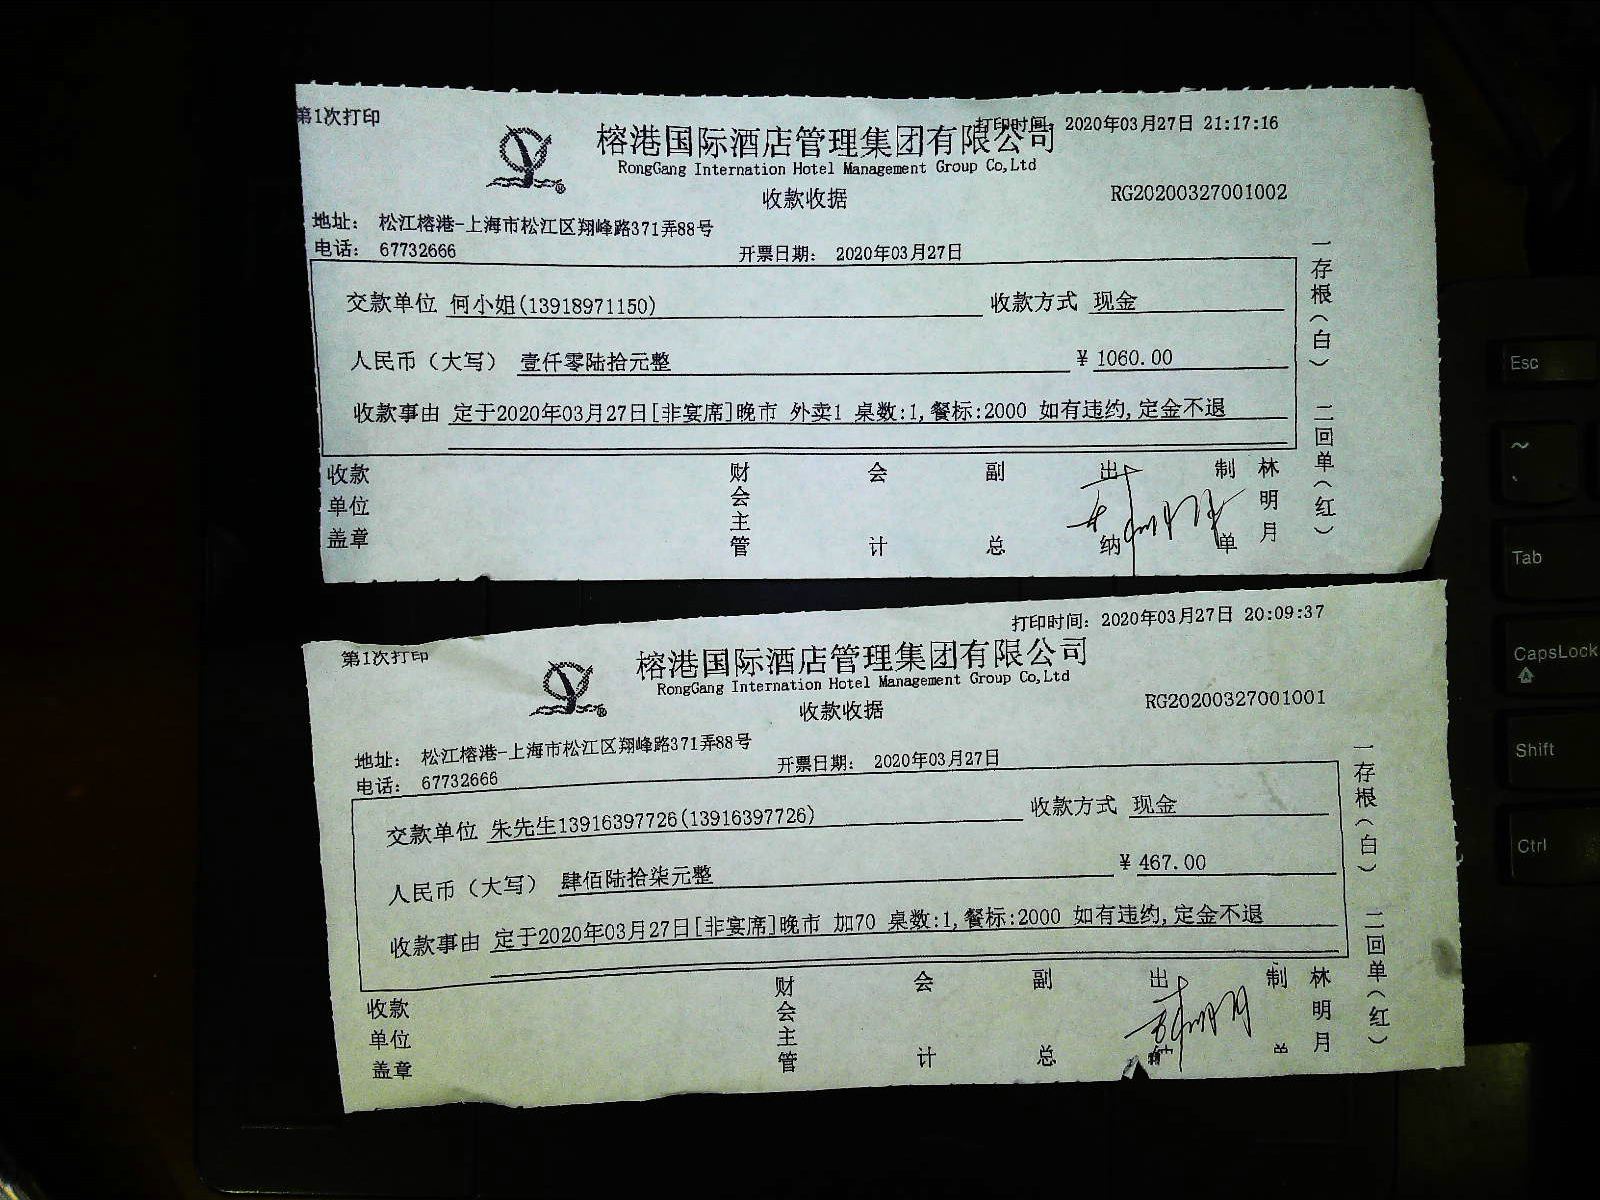 第1次打印
打印时间: 2020年03月27日 21:17:16
榕港国际酒店管理集团有限公司
RongGang Internation Hotel Management Group Co,Ltd
收款收据
RG20200327001002
地址: 松江榕港-上海市松江区翔峰路371弄88号
电话: 67732666 开票日期: 2020年03月27日
交款单位 何小姐(13918971150) 收款方式 现金
人民币（大写） 壹仟零陆拾元整 ¥ 1060.00
收款事由 定于2020年03月27日[非宴席]晚市 外卖1 桌数:1,餐标:2000 如有违约,定金不退
收款单位盖章 财会主管 会计 副总 出纳 制单 林明月
一存根(白) 二回单(红)
第1次打印
打印时间: 2020年03月27日 20:09:37
榕港国际酒店管理集团有限公司
RongGang Internation Hotel Management Group Co,Ltd
收款收据
RG20200327001001
地址: 松江榕港-上海市松江区翔峰路371弄88号
电话: 67732666 开票日期: 2020年03月27日
交款单位 朱先生13916397726(13916397726) 收款方式 现金
人民币（大写） 肆佰陆拾柒元整 ¥ 467.00
收款事由 定于2020年03月27日[非宴席]晚市 加70 桌数:1,餐标:2000 如有违约,定金不退
收款单位盖章 财会主管 会计 副总 出纳 制单 林明月
一存根(白) 二回单(红)
Esc
~
Tab
CapsLock
Shift
Ctrl